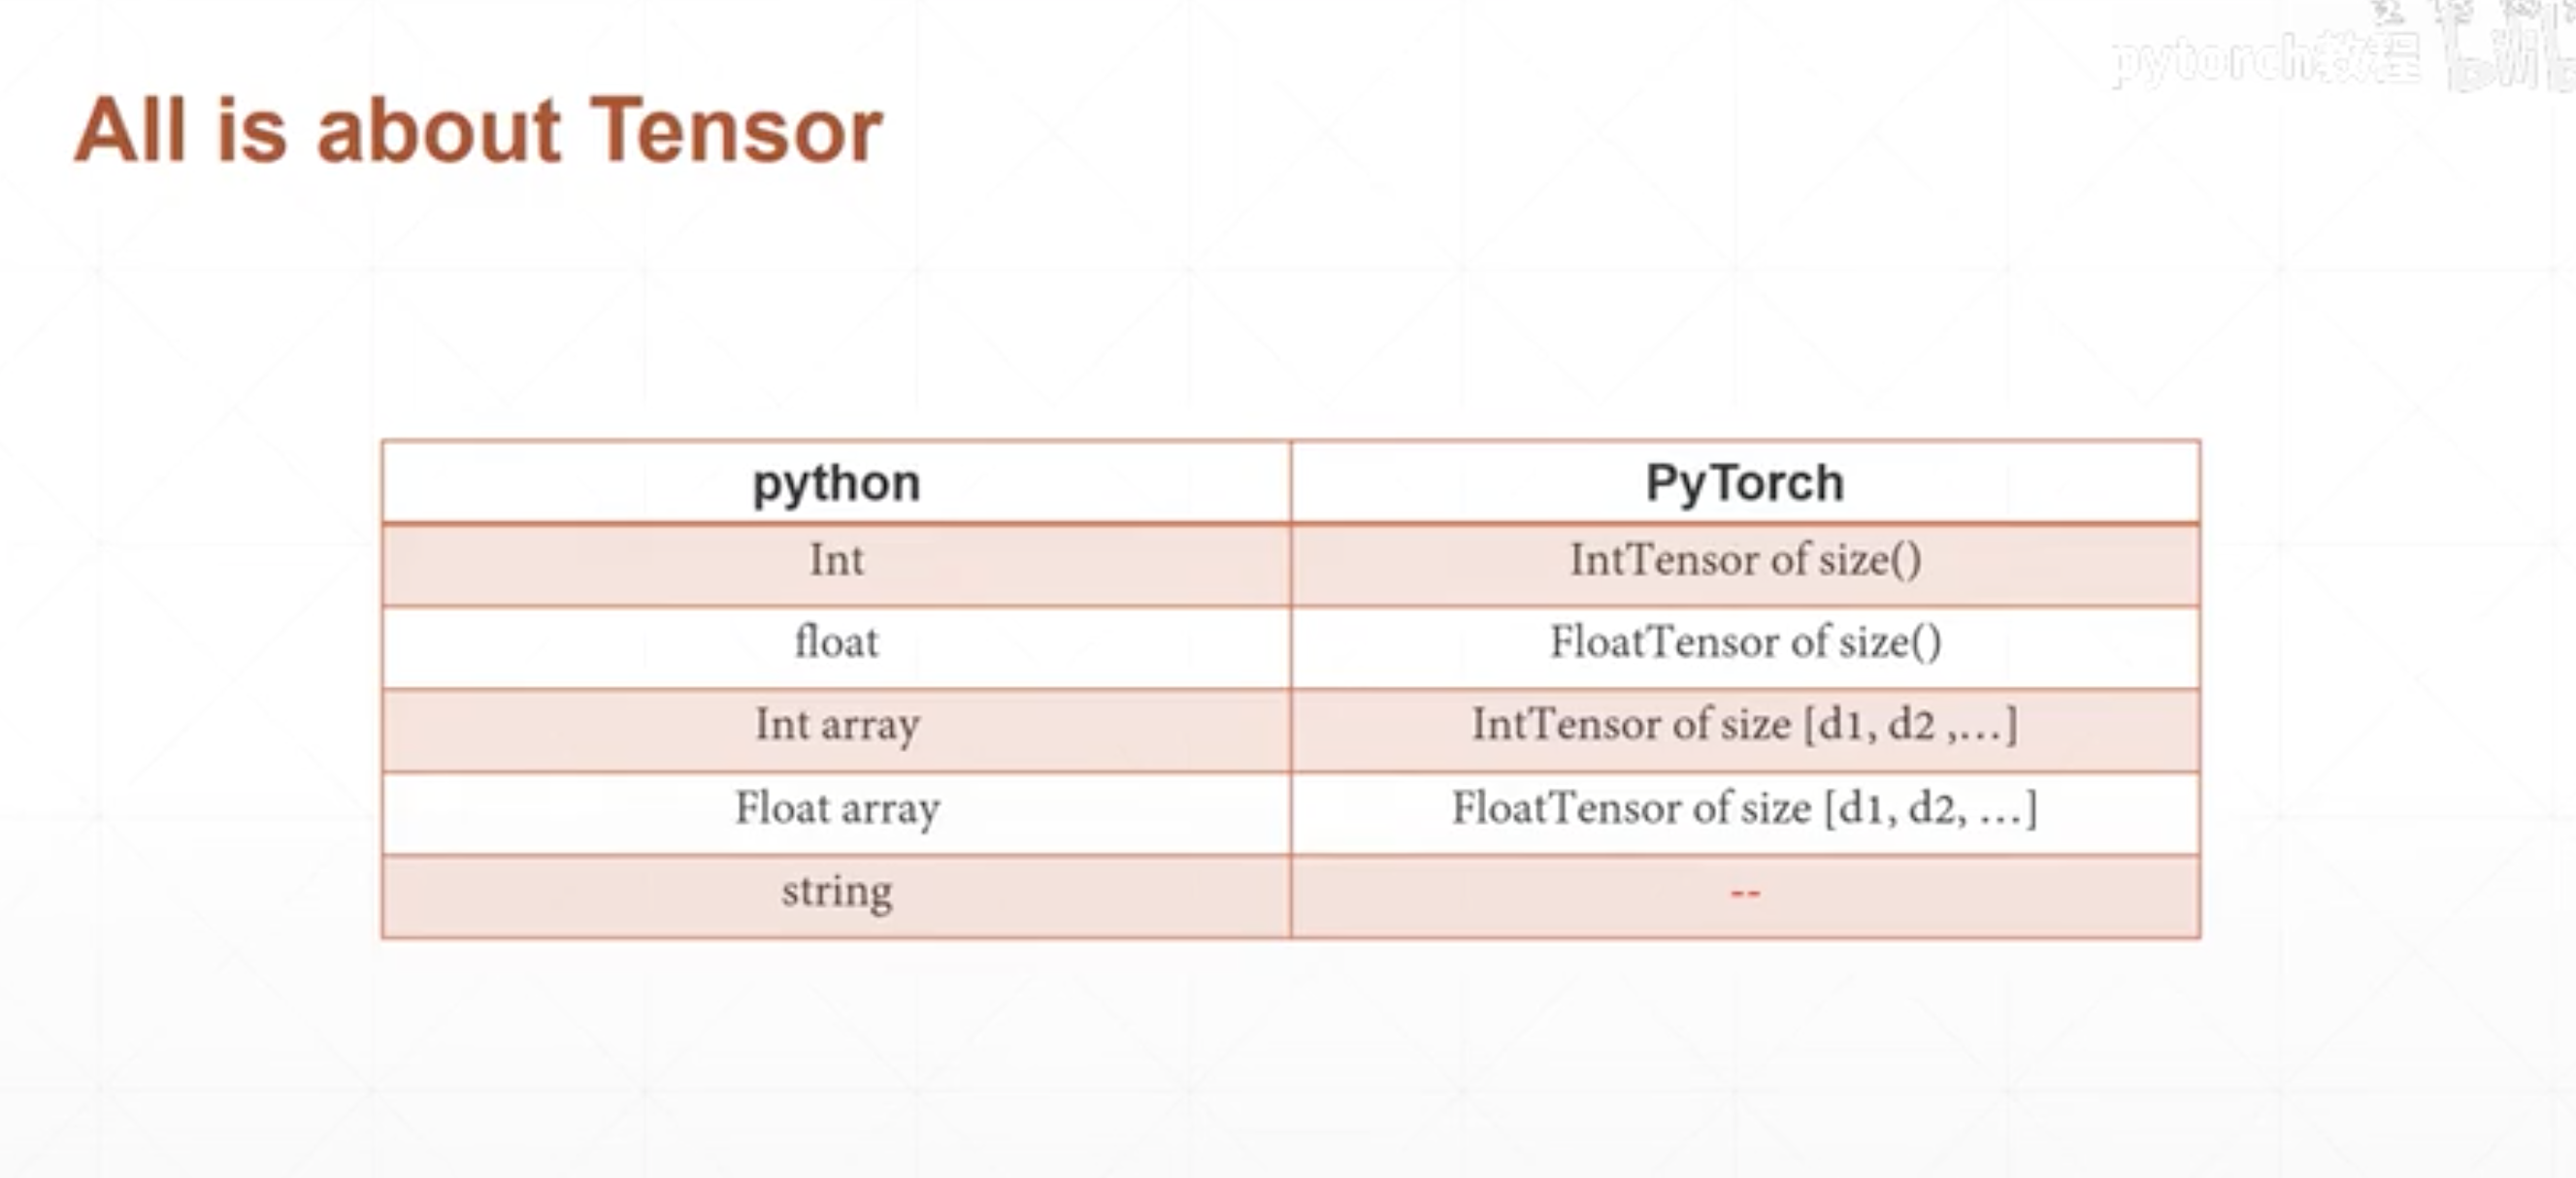 pytorch教程
All is about Tensor
python PyTorch
Int IntTensor of size()
float FloatTensor of size()
Int array IntTensor of size [d1, d2 ,...]
Float array FloatTensor of size [d1, d2, ...]
string --